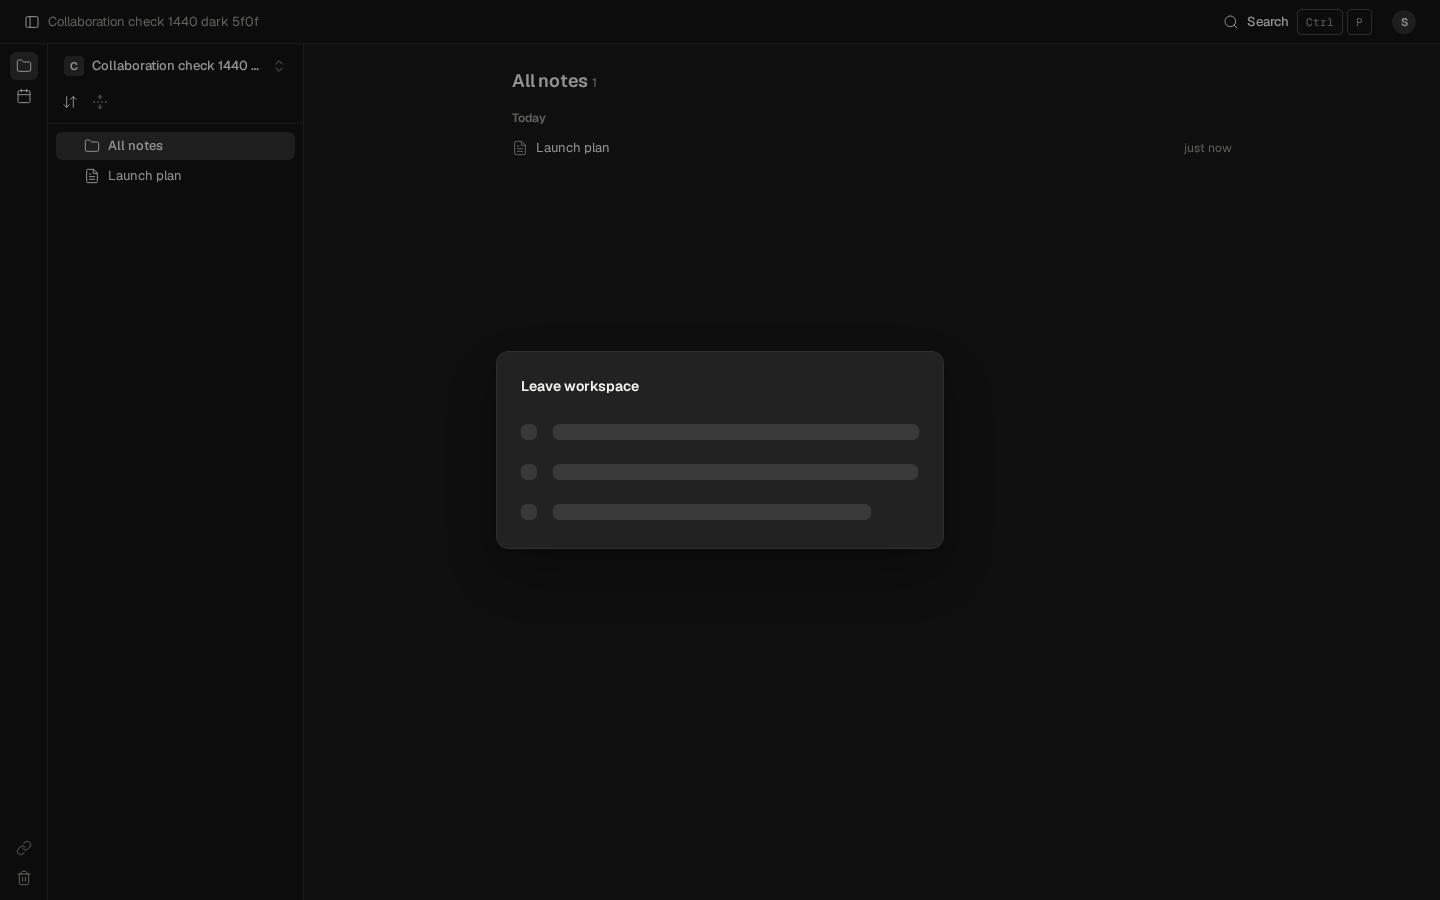 Collaboration check 1440 dark 5f0f
Search Ctrl P S
C Collaboration check 1440 ...
All notes
Launch plan
All notes 1
Today
Launch plan just now
Leave workspace